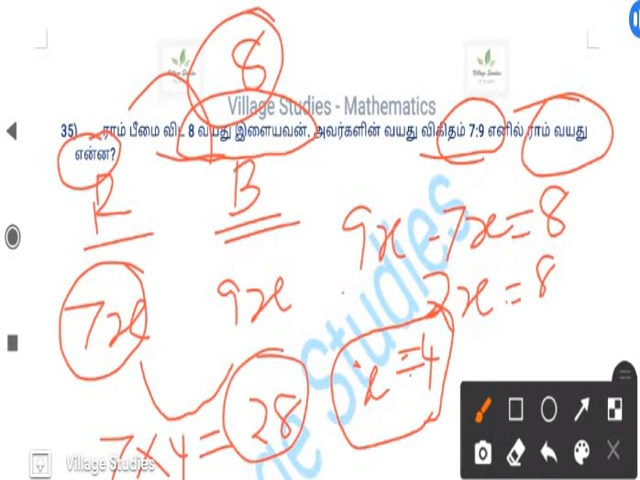 8
Village Studies - Mathematics
35) ராம் பீமை விட 8 வயது இளையவன். அவர்களின் வயது விகிதம் 7:9 எனில் ராம் வயது
என்ன?
R B
9x - 7x = 8
7x 9x
2x = 8
x = 4
7 × 4 = 28
Village Studies